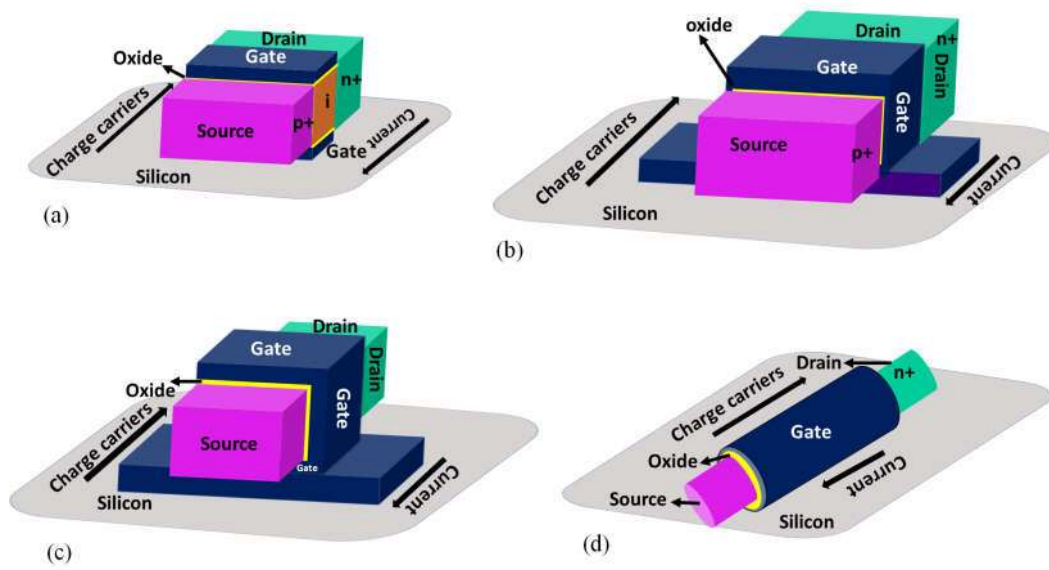 Drain
Gate
Oxide
n+
i
p+
Source
Gate
Charge carriers
Current
Silicon
(a)
oxide
Drain
n+
Gate
Drain
Gate
Source
p+
Charge carriers
Current
Silicon
(b)
Drain
Gate
Drain
Oxide
Gate
Source
Gate
Charge carriers
Current
Silicon
(c)
Drain
n+
Charge carriers
Gate
Oxide
Current
Source
Silicon
(d)